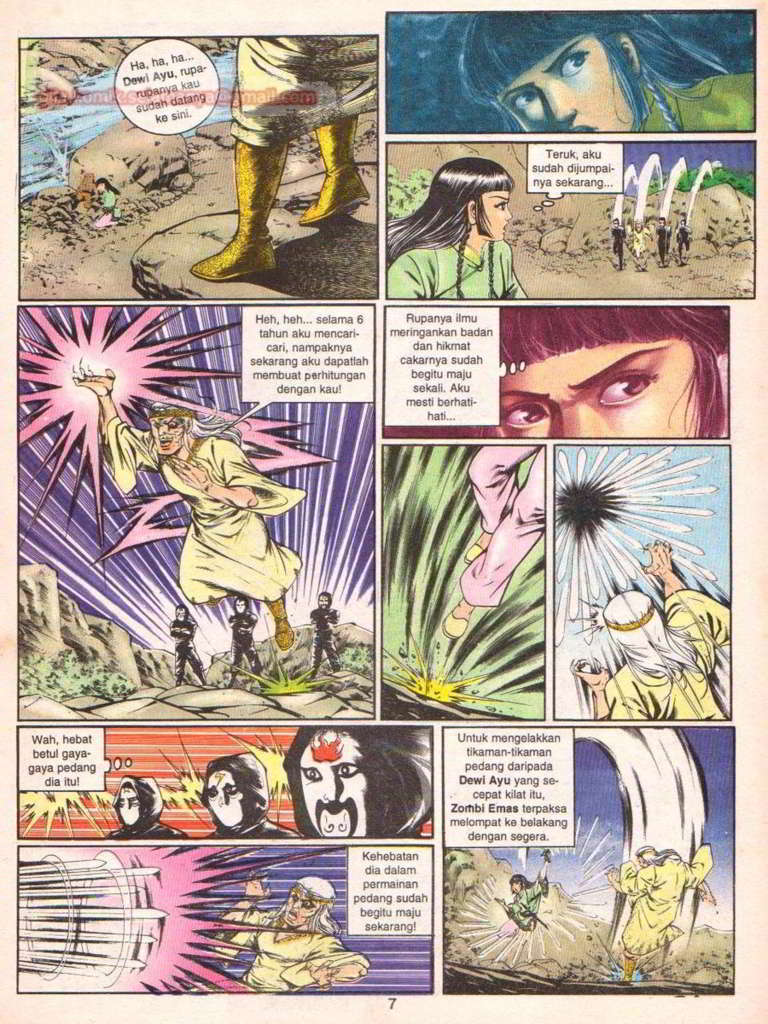 Ha, ha, ha...
Dewi Ayu, rupa-
rupanya kau
sudah datang
ke sini.
Teruk, aku
sudah dijumpai-
nya sekarang...
Heh, heh... selama 6
tahun aku mencari-
cari, nampaknya
sekarang aku dapatlah
membuat perhitungan
dengan kau!
Rupanya ilmu
meringankan badan
dan hikmat
cakarnya sudah
begitu maju
sekali. Aku
mesti berhati-
hati...
Wah, hebat
betul gaya-
gaya pedang
dia itu!
Untuk mengelakkan
tikaman-tikaman
pedang daripada
Dewi Ayu yang se-
cepat kilat itu,
Zombi Emas terpaksa
melompat ke belakang
dengan segera.
Kehebatan
dia dalam
permainan
pedang sudah
begitu maju
sekarang!
7